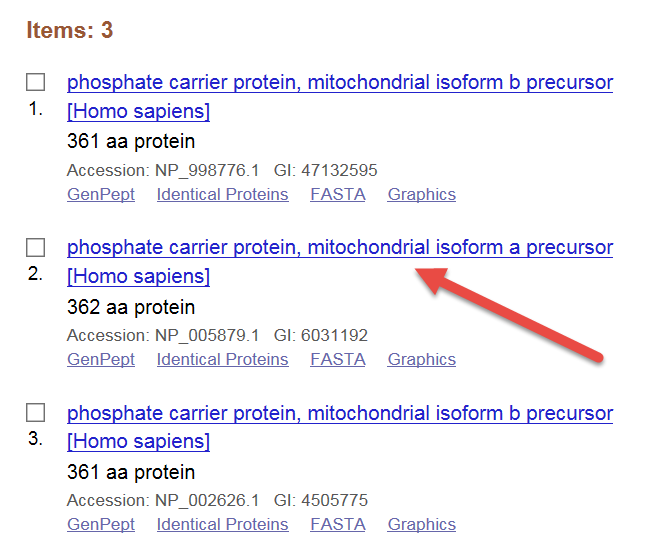 Items: 3
phosphate carrier protein, mitochondrial isoform b precursor
1. [Homo sapiens]
361 aa protein
Accession: NP_998776.1 GI: 47132595
GenPept Identical Proteins FASTA Graphics
phosphate carrier protein, mitochondrial isoform a precursor
2. [Homo sapiens]
362 aa protein
Accession: NP_005879.1 GI: 6031192
GenPept Identical Proteins FASTA Graphics
phosphate carrier protein, mitochondrial isoform b precursor
3. [Homo sapiens]
361 aa protein
Accession: NP_002626.1 GI: 4505775
GenPept Identical Proteins FASTA Graphics